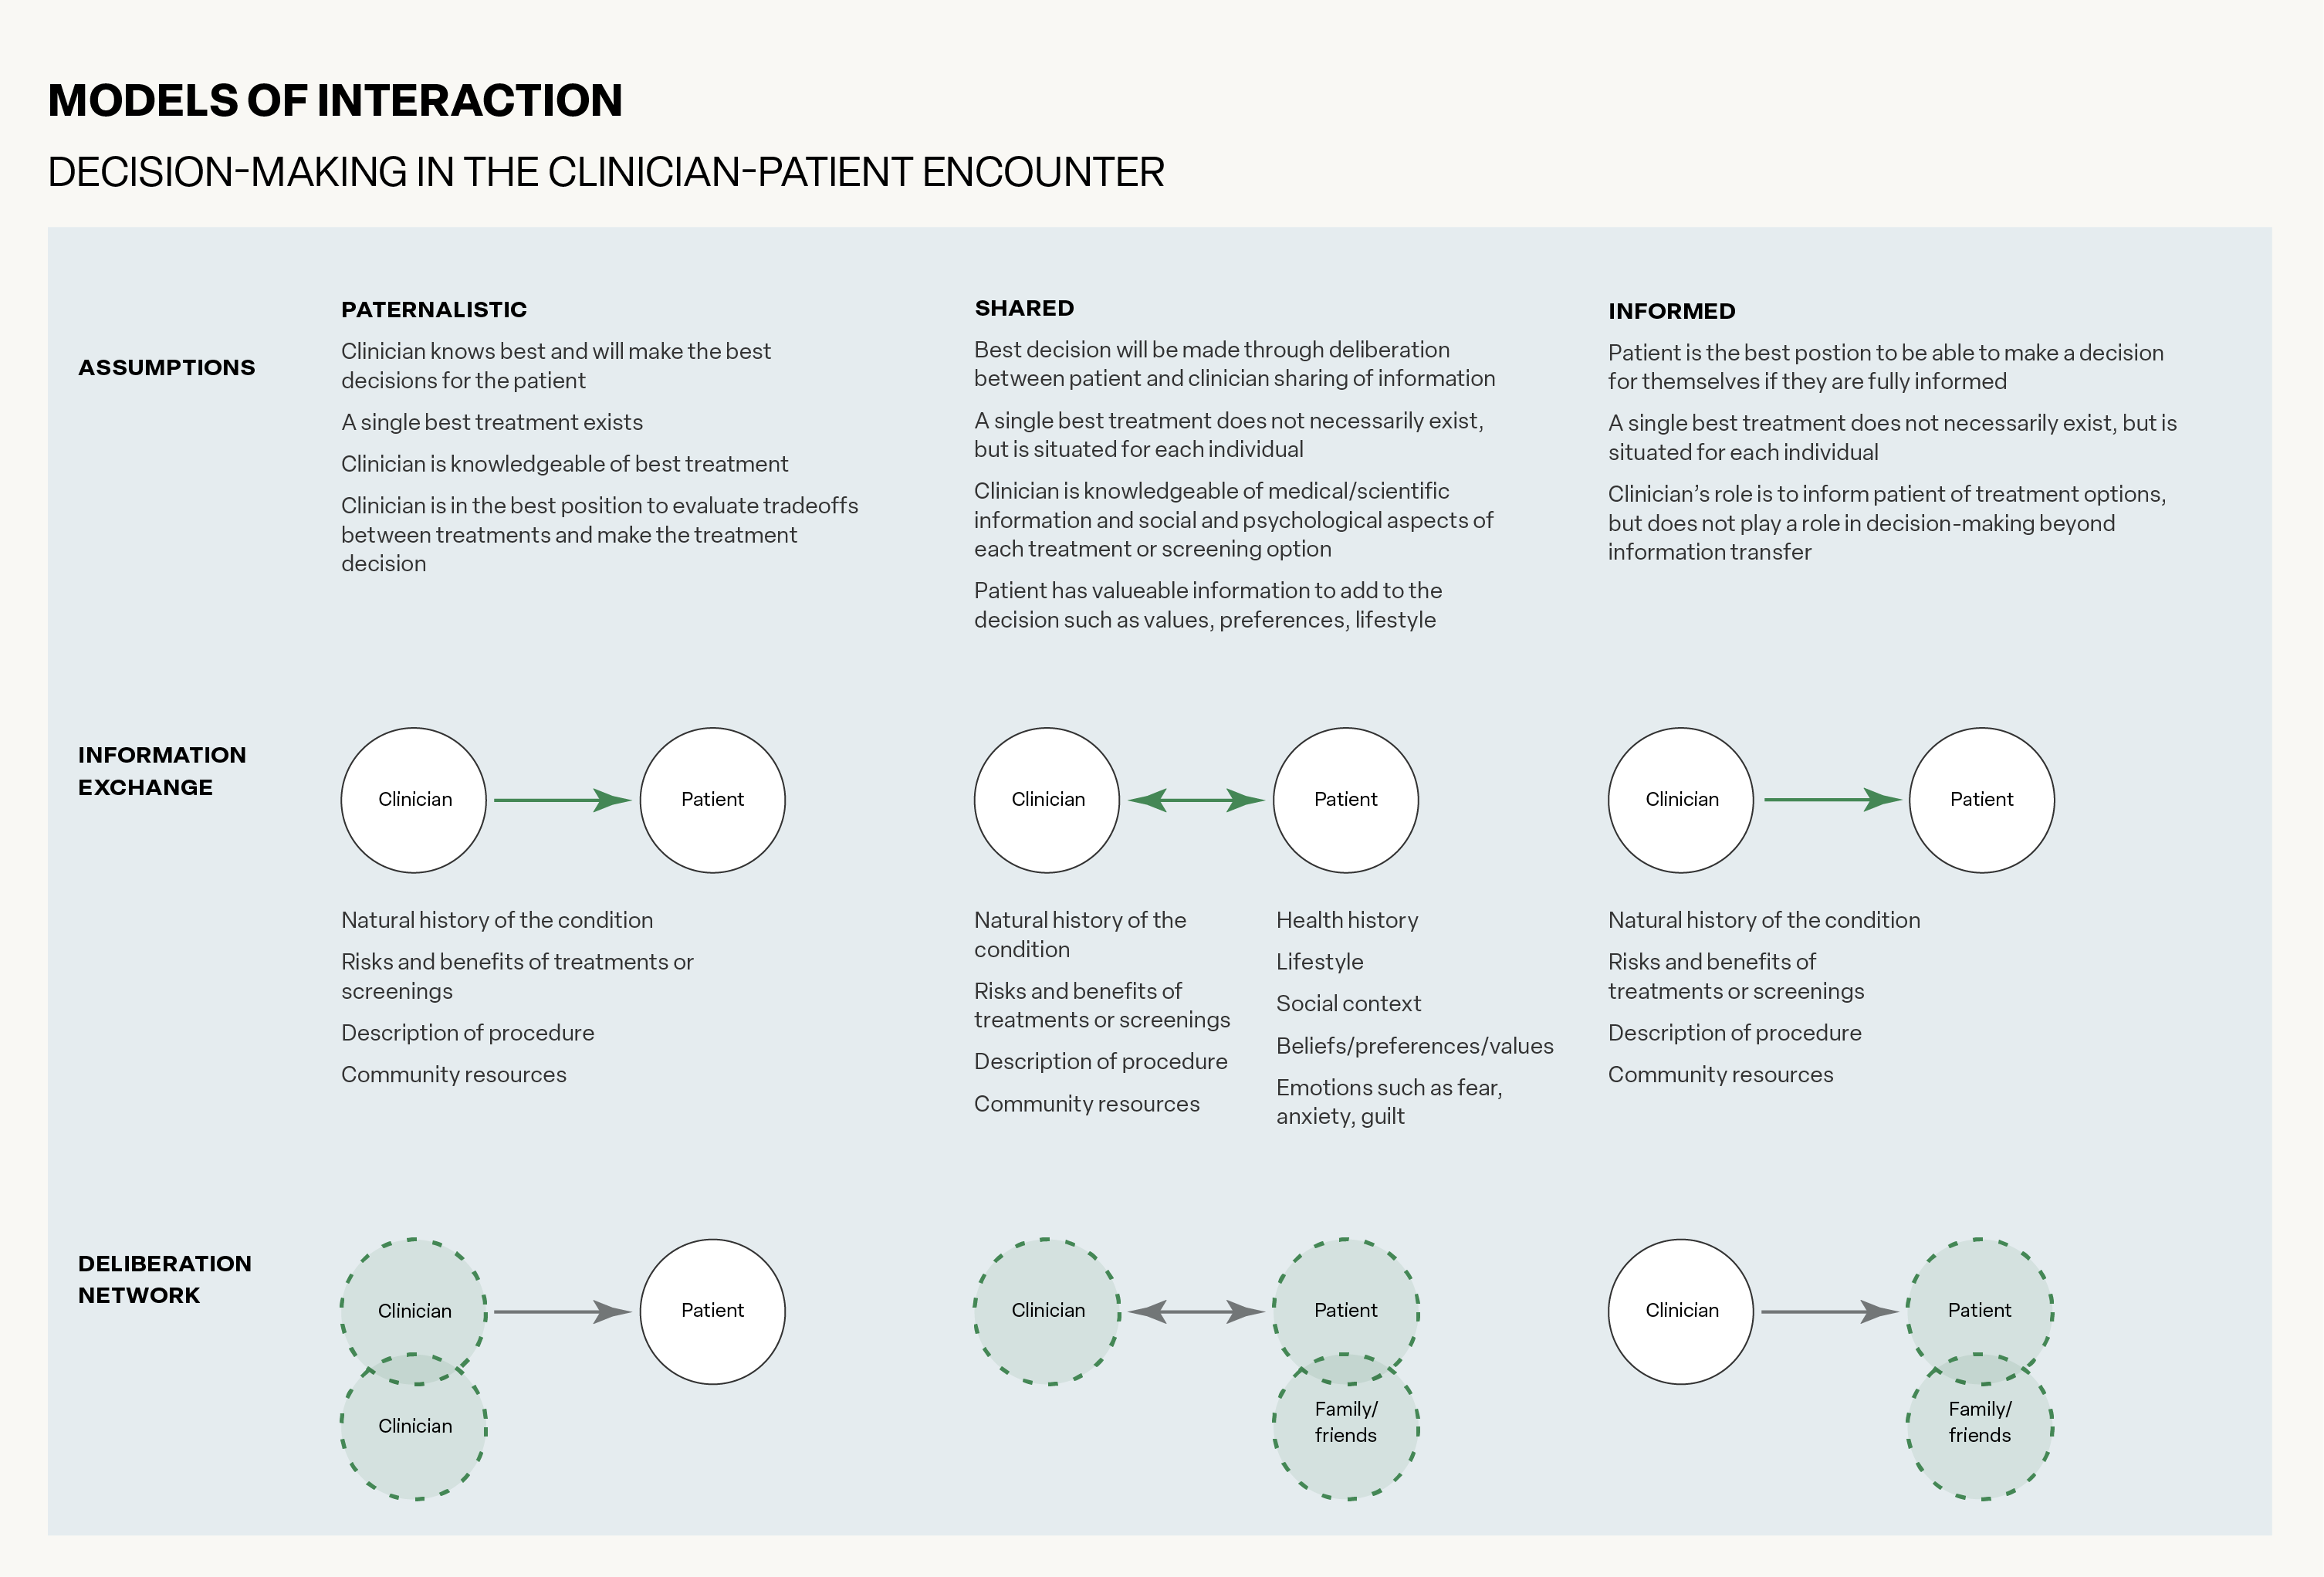 MODELS OF INTERACTION
DECISION-MAKING IN THE CLINICIAN-PATIENT ENCOUNTER
ASSUMPTIONS
PATERNALISTIC
Clinician knows best and will make the best
decisions for the patient
A single best treatment exists
Clinician is knowledgeable of best treatment
Clinician is in the best position to evaluate tradeoffs
between treatments and make the treatment
decision
SHARED
Best decision will be made through deliberation
between patient and clinician sharing of information
A single best treatment does not necessarily exist,
but is situated for each individual
Clinician is knowledgeable of medical/scientific
information and social and psychological aspects of
each treatment or screening option
Patient has valueable information to add to the
decision such as values, preferences, lifestyle
INFORMED
Patient is the best postion to be able to make a decision
for themselves if they are fully informed
A single best treatment does not necessarily exist, but is
situated for each individual
Clinician’s role is to inform patient of treatment options,
but does not play a role in decision-making beyond
information transfer
INFORMATION
EXCHANGE
Clinician
Patient
Natural history of the condition
Risks and benefits of treatments or
screenings
Description of procedure
Community resources
Clinician
Patient
Natural history of the
condition
Risks and benefits of
treatments or screenings
Description of procedure
Community resources
Health history
Lifestyle
Social context
Beliefs/preferences/values
Emotions such as fear,
anxiety, guilt
Clinician
Patient
Natural history of the condition
Risks and benefits of
treatments or screenings
Description of procedure
Community resources
DELIBERATION
NETWORK
Clinician
Patient
Clinician
Clinician
Patient
Family/
friends
Clinician
Patient
Family/
friends